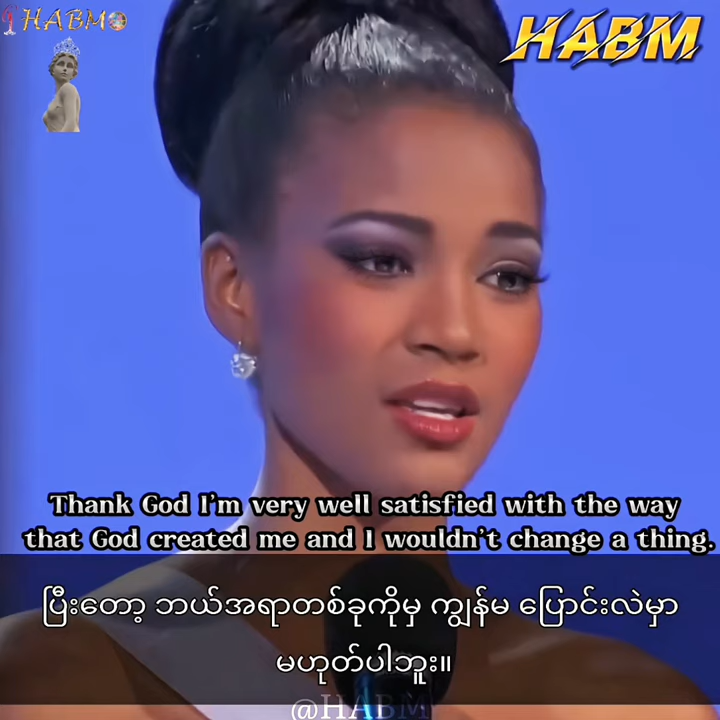 HABM
HABM
Thank God I'm very well satisfied with the way
that God created me and I wouldn't change a thing.
ပြီးတော့ ဘယ်အရာတစ်ခုကိုမှ ကျွန်မ ပြောင်းလဲမှာ
မဟုတ်ပါဘူး။
@HABM